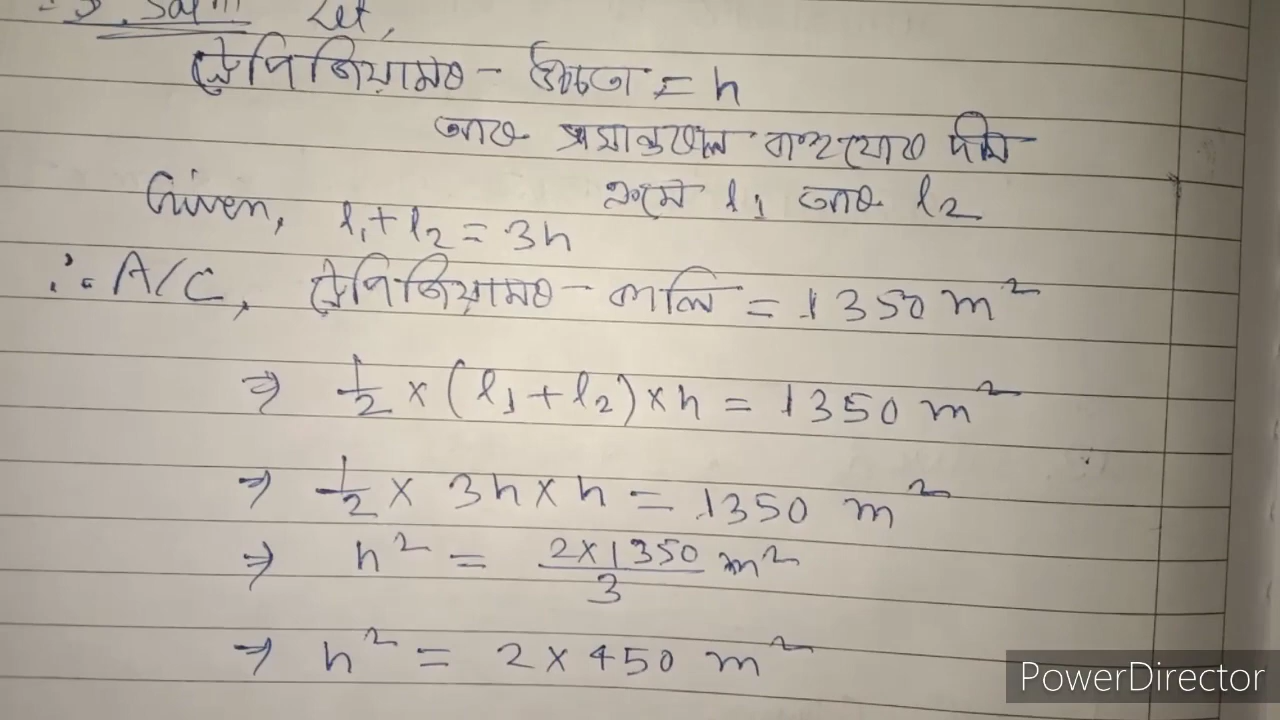 Soln Let,
ট্ৰেপিজিয়ামৰ - উচ্চতা = h
আৰু সমান্তৰাল বাহুযোৰ দীঘ
ক্ৰমে l₁ আৰু l₂
Given, l₁ + l₂ = 3h
∴ A/C, ট্ৰেপিজিয়ামৰ - কালি = 1350 m²
⇒ 1/2 × (l₁ + l₂) × h = 1350 m²
⇒ 1/2 × 3h × h = 1350 m²
⇒ h² = 2×1350/3 m²
⇒ h² = 2 × 450 m²
PowerDirector